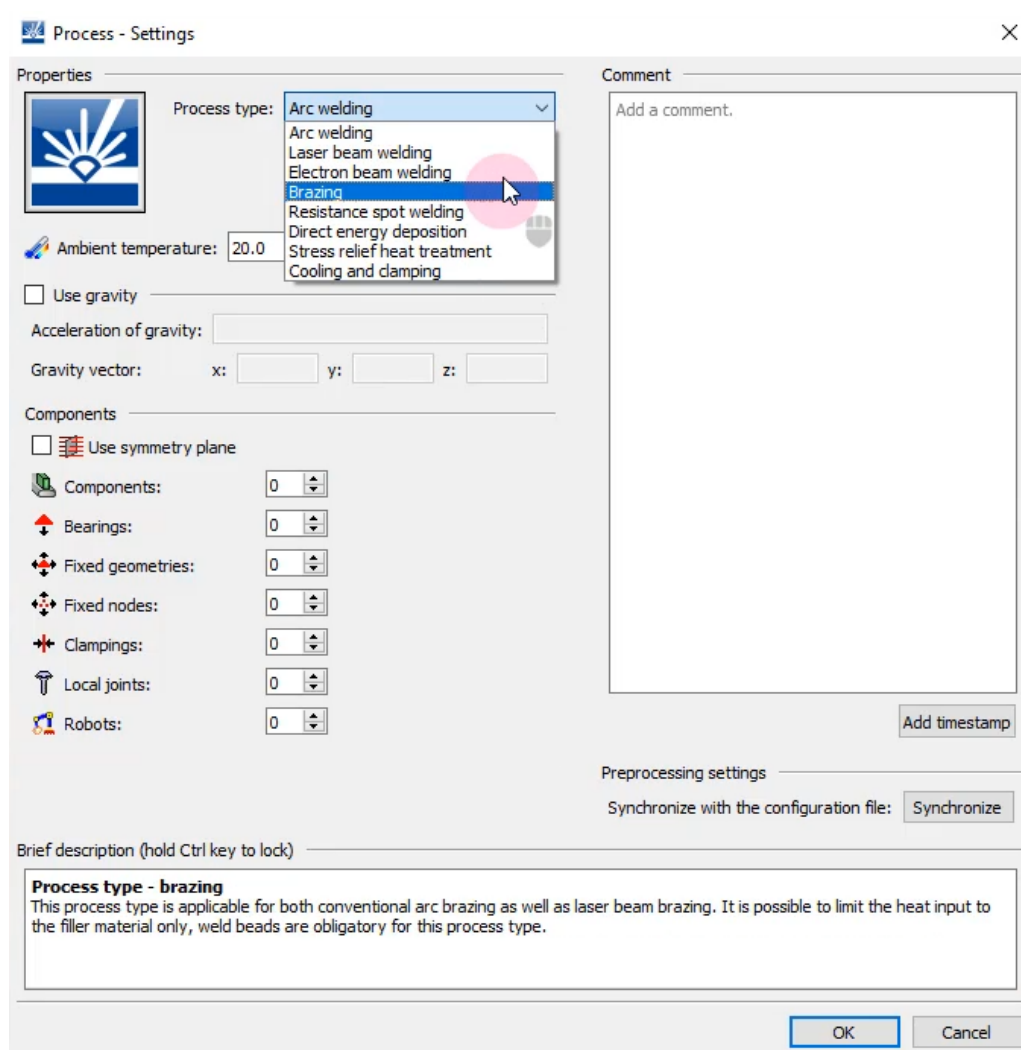 Process - Settings
Properties
Process type: Arc welding
Arc welding
Laser beam welding
Electron beam welding
Brazing
Resistance spot welding
Direct energy deposition
Stress relief heat treatment
Cooling and clamping
Ambient temperature: 20.0
Use gravity
Acceleration of gravity:
Gravity vector: x: y: z:
Components
Use symmetry plane
Components: 0
Bearings: 0
Fixed geometries: 0
Fixed nodes: 0
Clampings: 0
Local joints: 0
Robots: 0
Comment
Add a comment.
Add timestamp
Preprocessing settings
Synchronize with the configuration file: Synchronize
Brief description (hold Ctrl key to lock)
Process type - brazing
This process type is applicable for both conventional arc brazing as well as laser beam brazing. It is possible to limit the heat input to
the filler material only, weld beads are obligatory for this process type.
OK Cancel